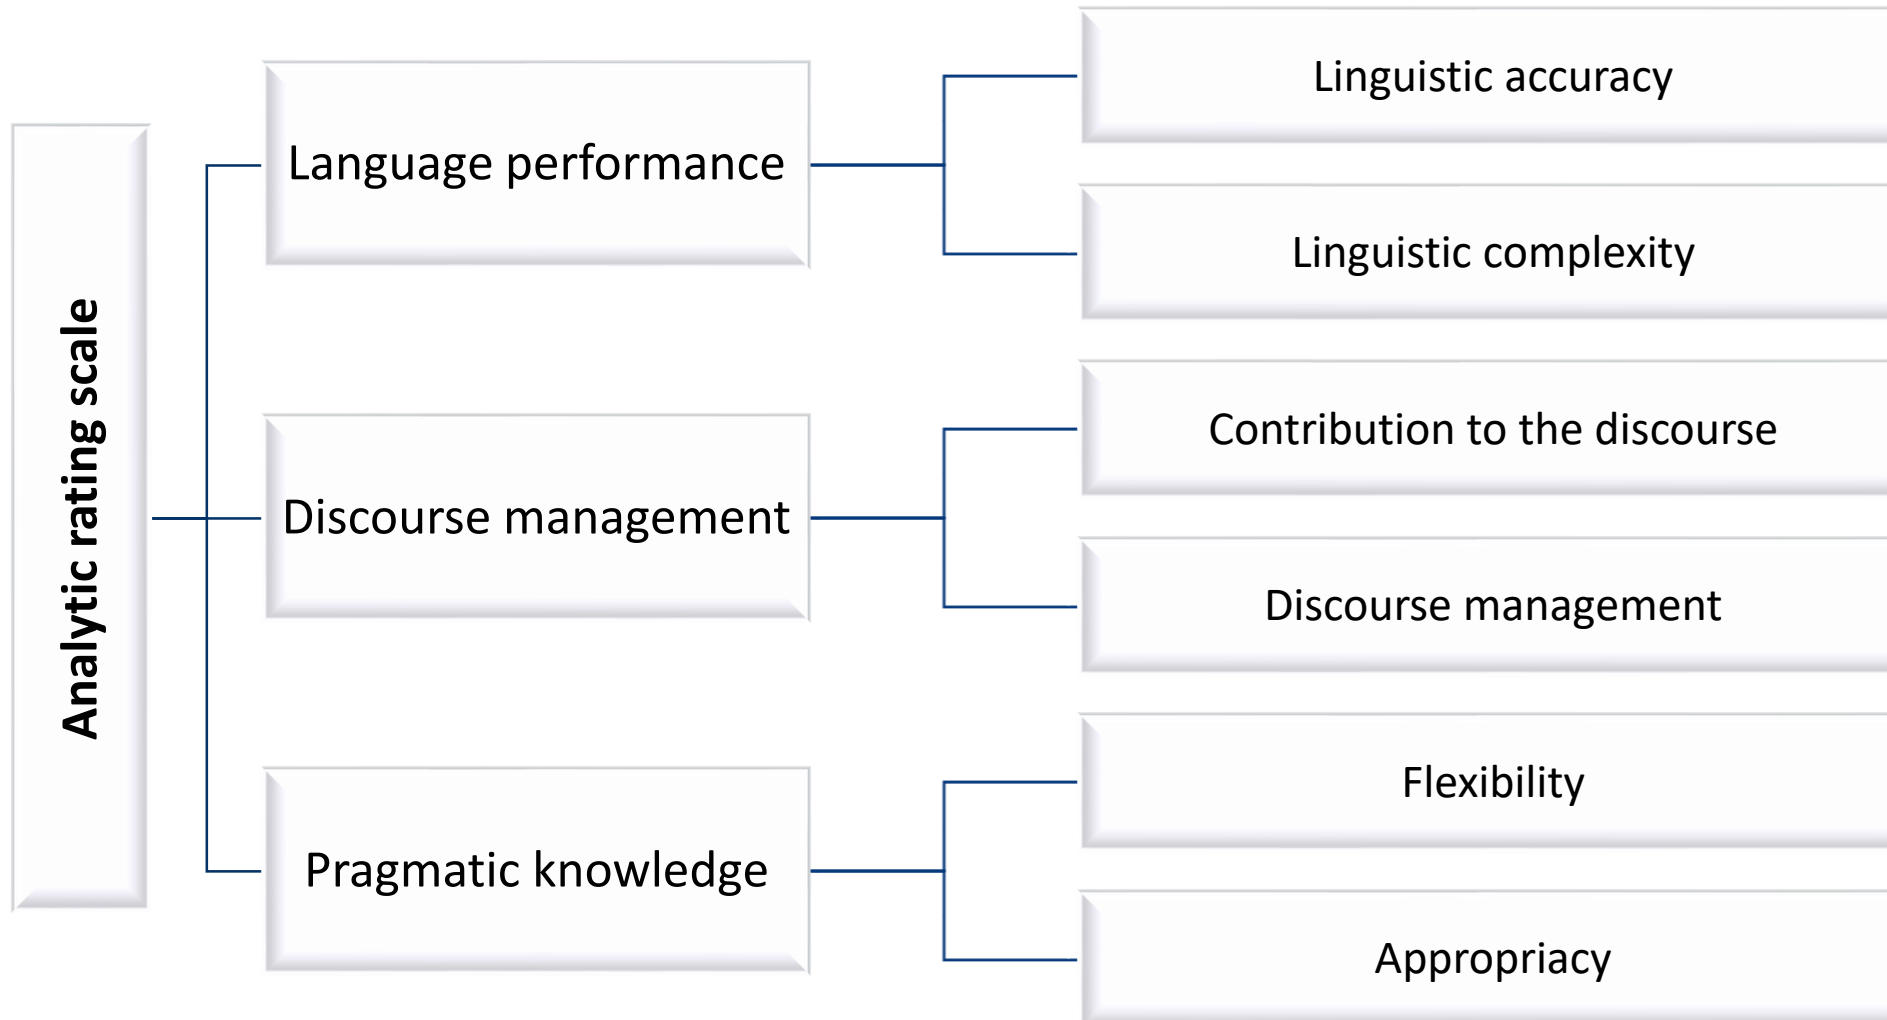 Analytic rating scale
Language performance
Linguistic accuracy
Linguistic complexity
Discourse management
Contribution to the discourse
Discourse management
Pragmatic knowledge
Flexibility
Appropriacy